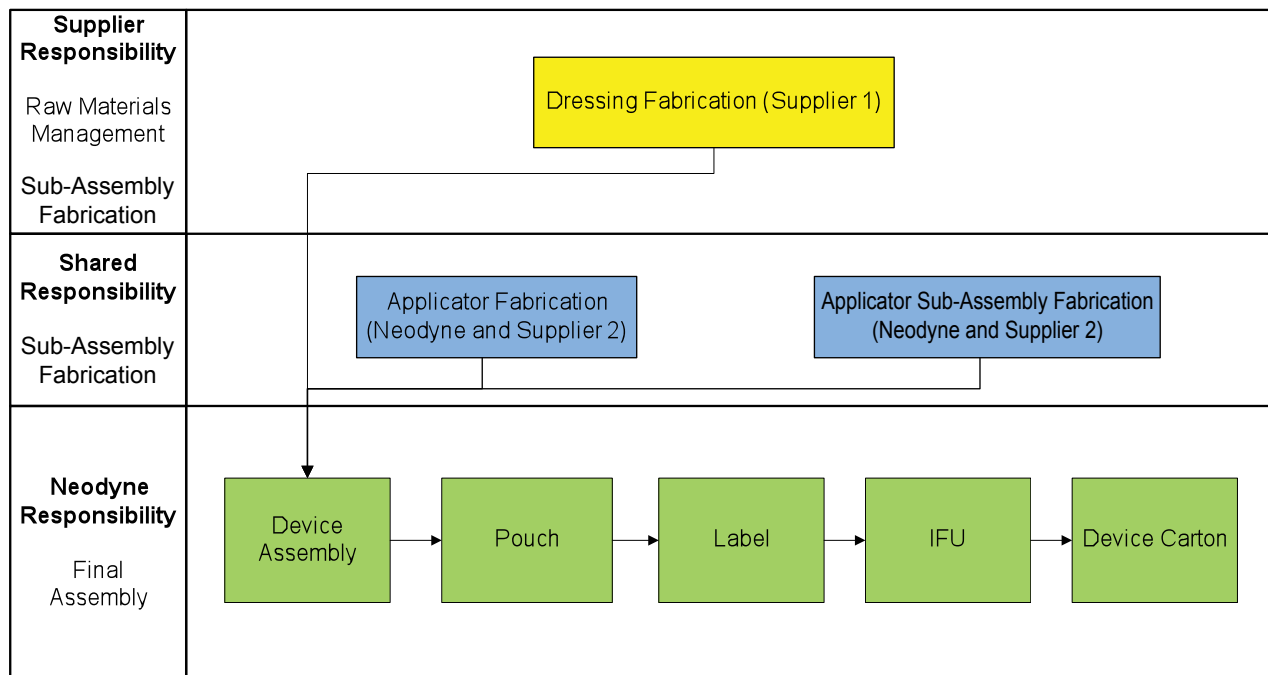 Supplier
Responsibility
Raw Materials
Management
Sub-Assembly
Fabrication
Dressing Fabrication (Supplier 1)
Shared
Responsibility
Sub-Assembly
Fabrication
Applicator Fabrication
(Neodyne and Supplier 2)
Applicator Sub-Assembly Fabrication
(Neodyne and Supplier 2)
Neodyne
Responsibility
Final
Assembly
Device
Assembly
Pouch
Label
IFU
Device Carton